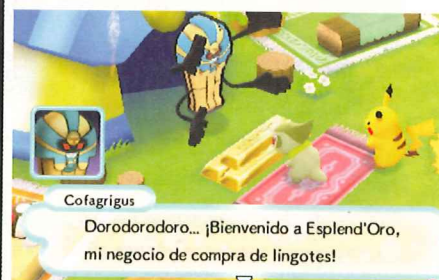 Cofagrigus
Dorodorodoro... ¡Bienvenido a Esplend'Oro,
mi negocio de compra de lingotes!